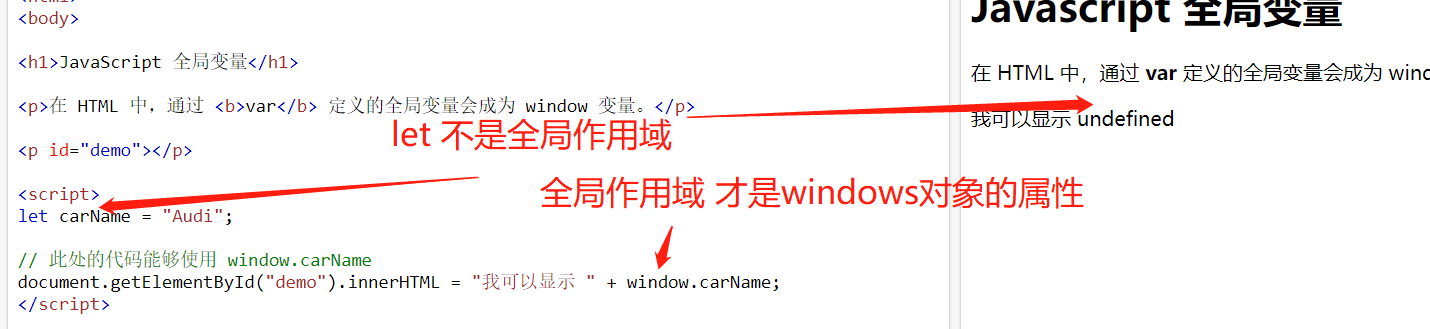 <body>
<h1>JavaScript 全局变量</h1>
<p>在 HTML 中，通过 <b>var</b> 定义的全局变量会成为 window 变量。</p>
let 不是全局作用域
<p id="demo"></p>
全局作用域 才是windows对象的属性
<script>
let carName = "Audi";
// 此处的代码能够使用 window.carName
document.getElementById("demo").innerHTML = "我可以显示 " + window.carName;
</script>
Javascript 全局变量
在 HTML 中，通过 var 定义的全局变量会成为
我可以显示 undefined